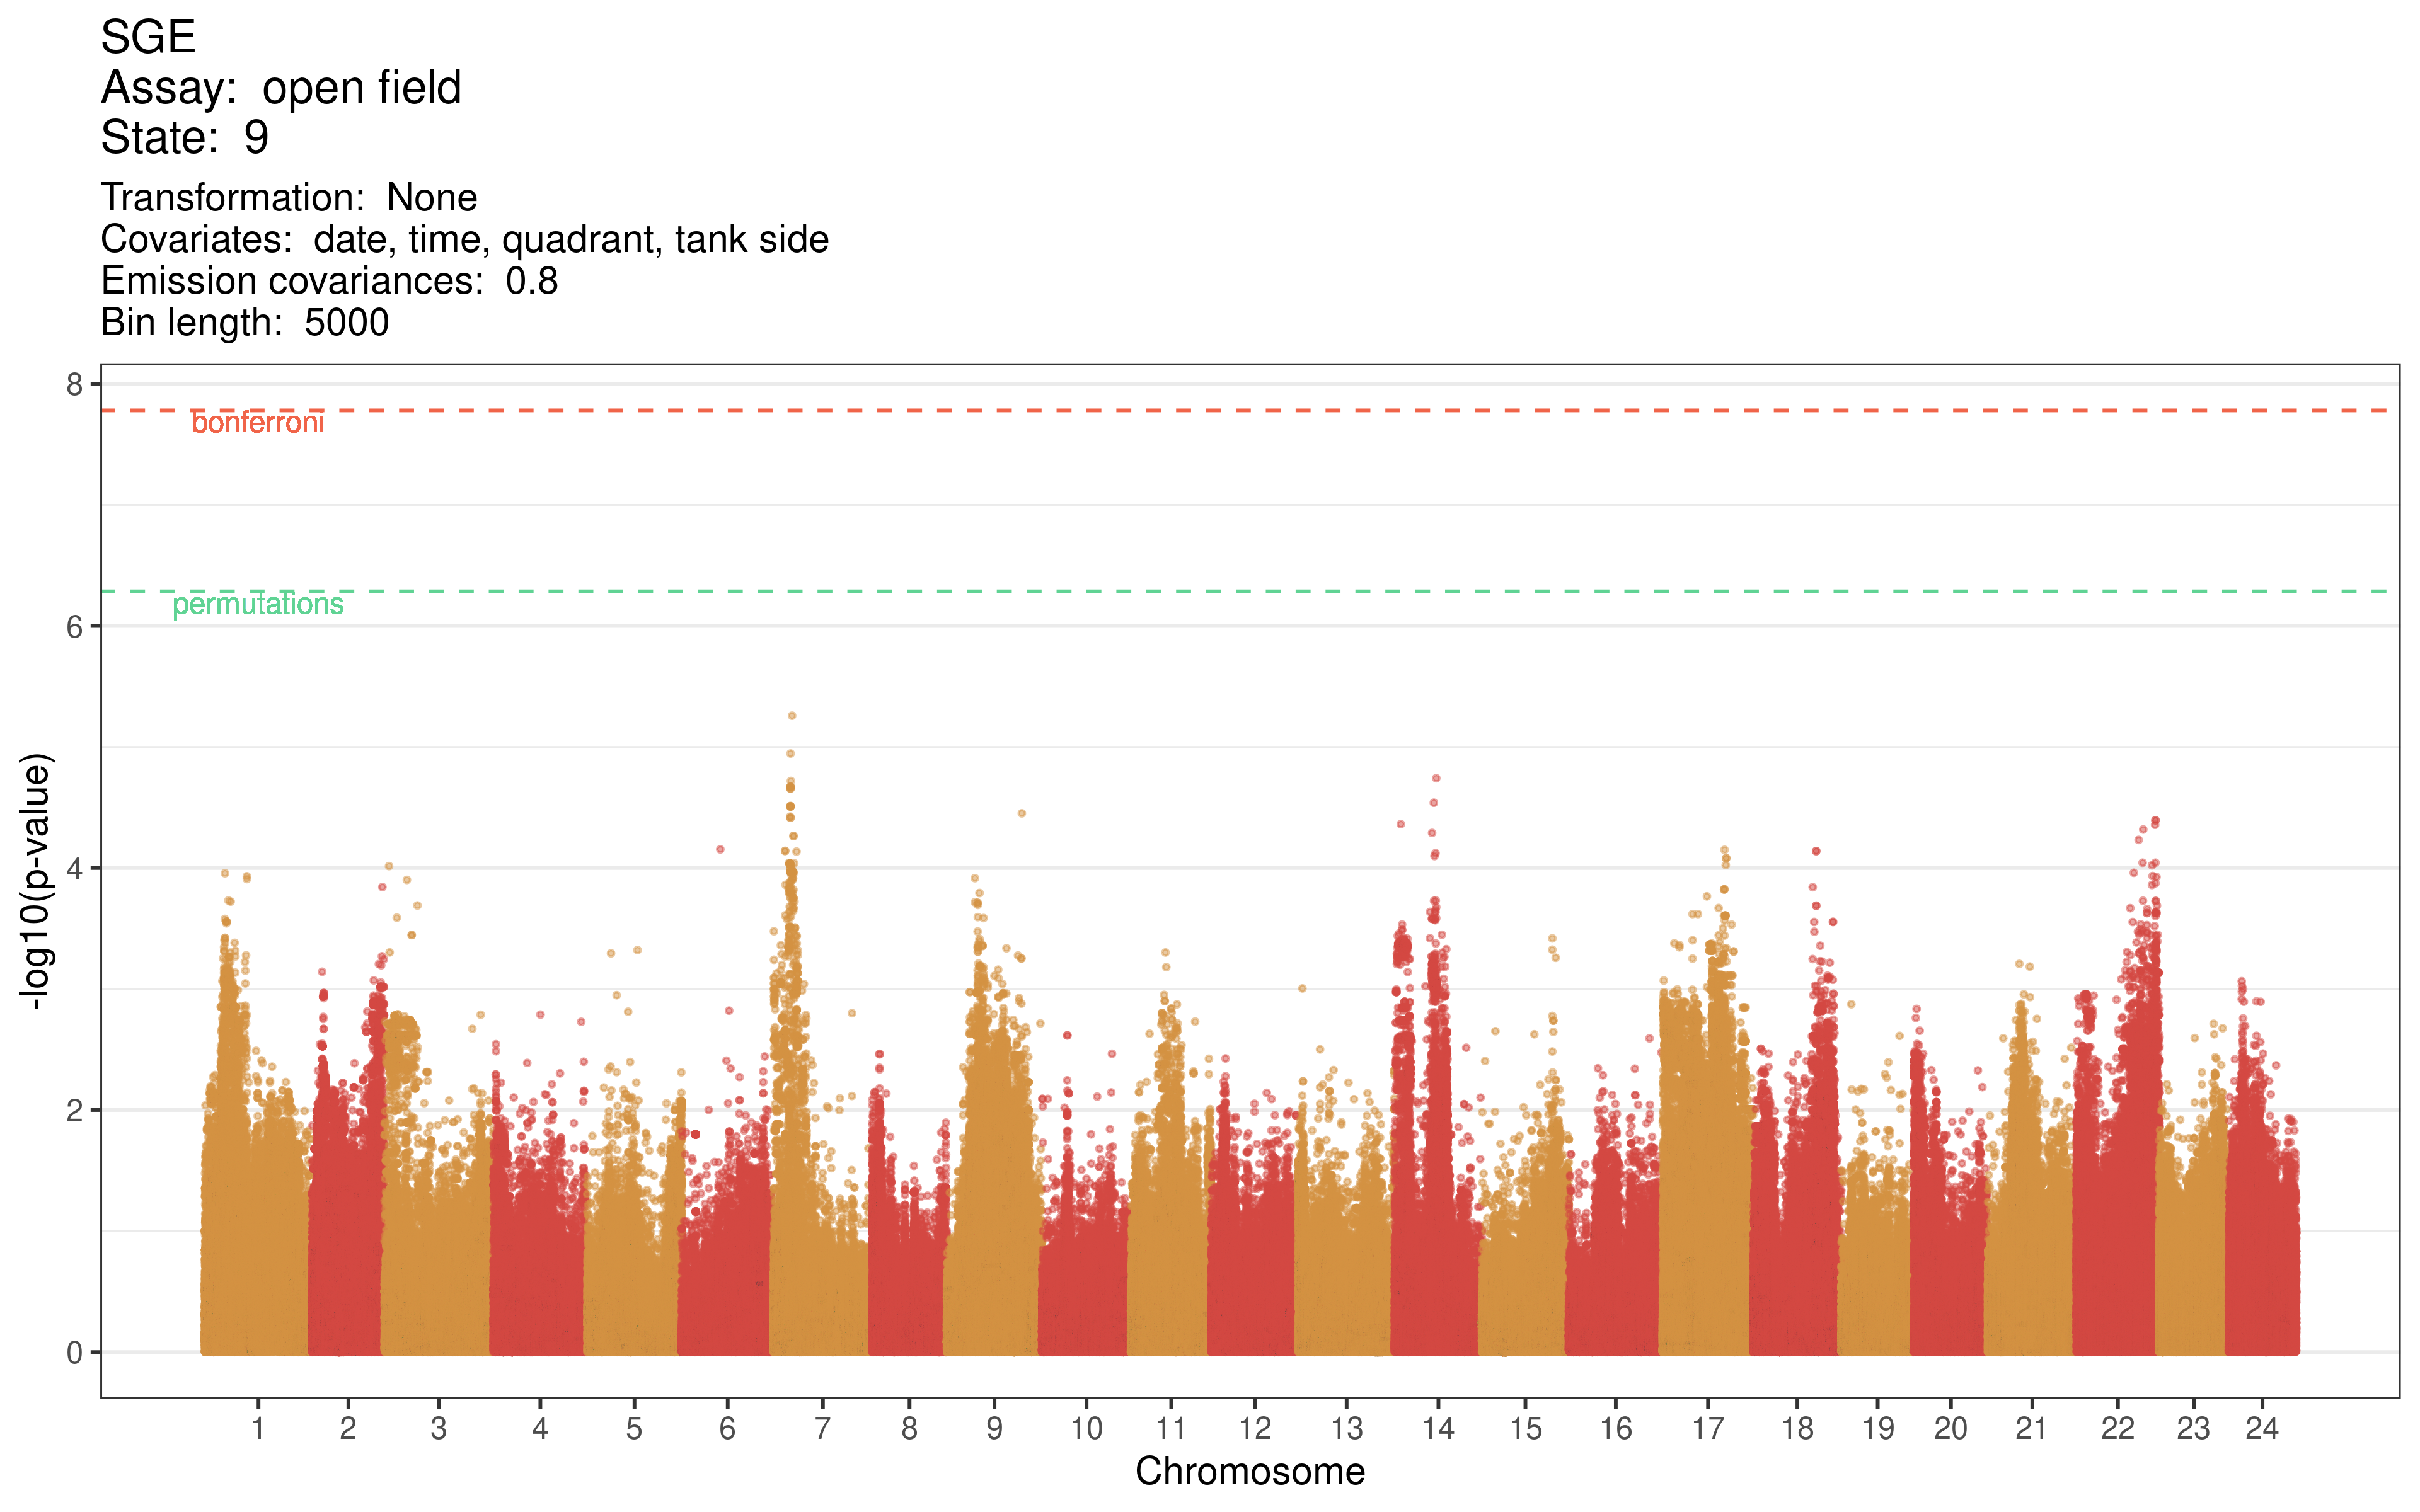 SGE
Assay:  open field
State:  9
Transformation:  None
Covariates:  date, time, quadrant, tank side
Emission covariances:  0.8
Bin length:  5000
8
bonferroni
permutations
6
4
2
0
-log10(p-value)
1 2 3 4 5 6 7 8 9 10 11 12 13 14 15 16 17 18 19 20 21 22 23 24
Chromosome